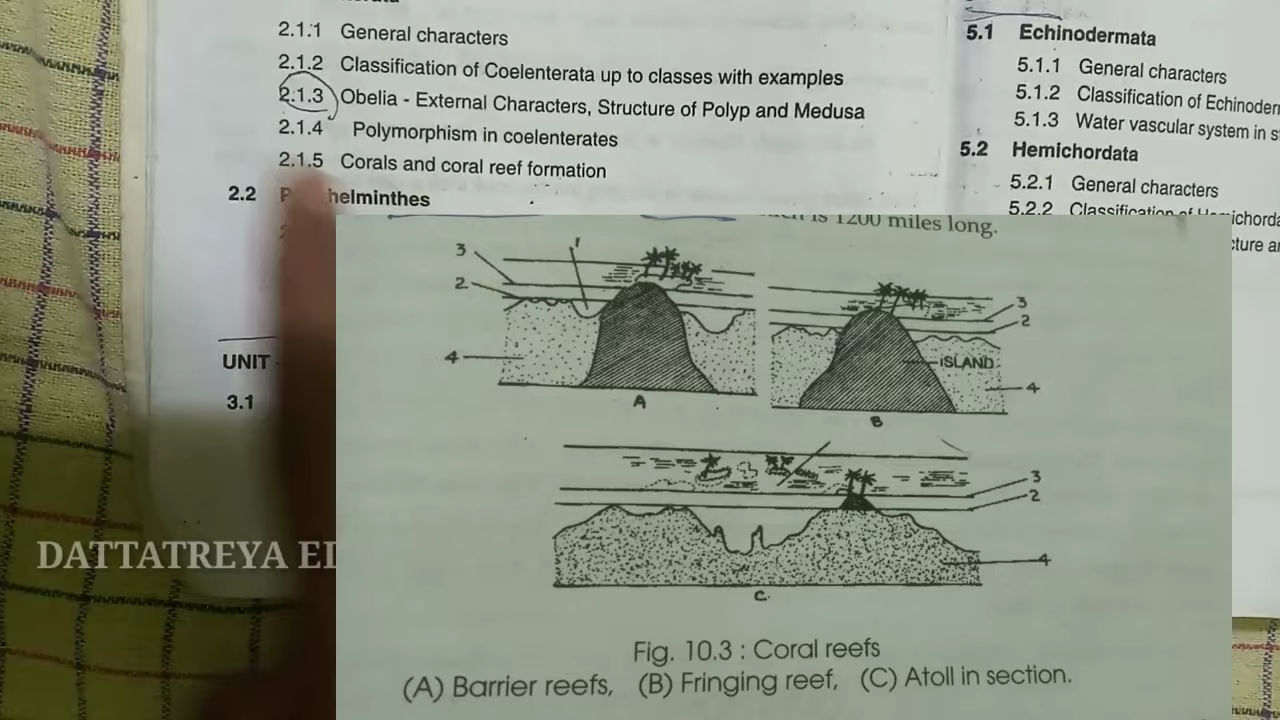 2.1.1 General characters
2.1.2 Classification of Coelenterata up to classes with examples
2.1.3 Obelia - External Characters, Structure of Polyp and Medusa
2.1.4 Polymorphism in coelenterates
2.1.5 Corals and coral reef formation
2.2
UNIT
3.1
5.1 Echinodermata
5.1.1 General characters
5.1.2 Classification of
5.1.3 Water vascular system in
5.2 Hemichordata
5.2.1 General characters
5.2.2 Classification of
is 1200 miles long.
3
1
2
4
A
3
2
ISLAND
4
B
3
2
4
C.
Fig. 10.3 : Coral reefs
(A) Barrier reefs, (B) Fringing reef, (C) Atoll in section.
DATTATREYA